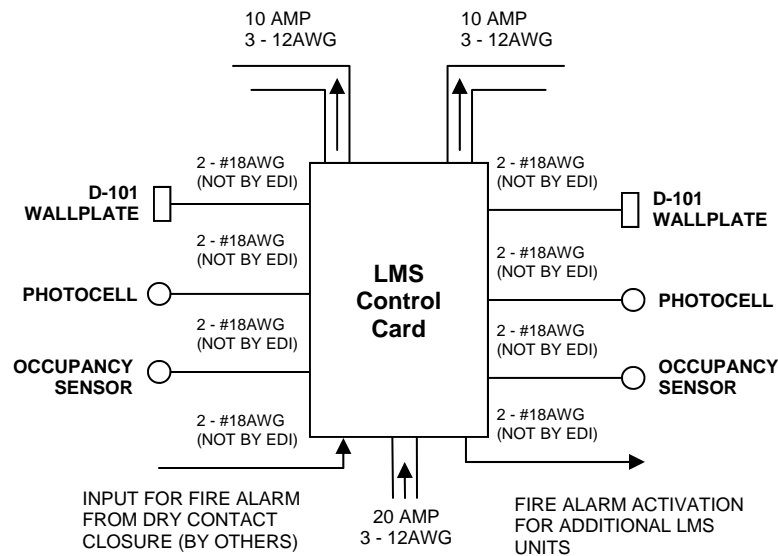 10 AMP
3 - 12AWG
10 AMP
3 - 12AWG
2 - #18AWG
(NOT BY EDI)
2 - #18AWG
(NOT BY EDI)
D-101
WALLPLATE
D-101
WALLPLATE
2 - #18AWG
(NOT BY EDI)
2 - #18AWG
(NOT BY EDI)
LMS
Control
Card
PHOTOCELL
PHOTOCELL
2 - #18AWG
(NOT BY EDI)
2 - #18AWG
(NOT BY EDI)
OCCUPANCY
SENSOR
OCCUPANCY
SENSOR
2 - #18AWG
(NOT BY EDI)
2 - #18AWG
(NOT BY EDI)
INPUT FOR FIRE ALARM
FROM DRY CONTACT
CLOSURE (BY OTHERS)
20 AMP
3 - 12AWG
FIRE ALARM ACTIVATION
FOR ADDITIONAL LMS
UNITS